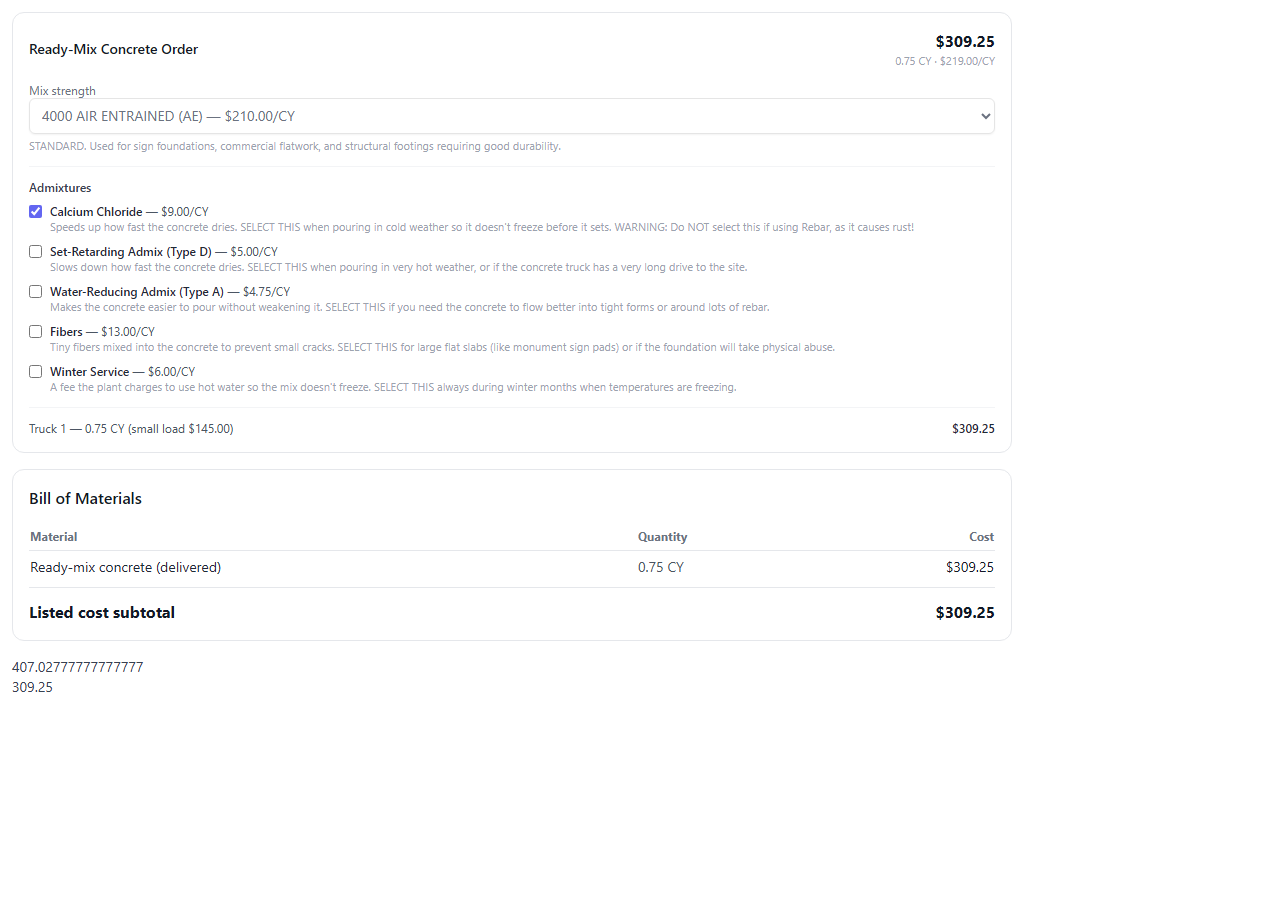 Ready-Mix Concrete Order
$309.25
0.75 CY · $219.00/CY
Mix strength
4000 AIR ENTRAINED (AE) — $210.00/CY
STANDARD. Used for sign foundations, commercial flatwork, and structural footings requiring good durability.
Admixtures
Calcium Chloride — $9.00/CY
Speeds up how fast the concrete dries. SELECT THIS when pouring in cold weather so it doesn't freeze before it sets. WARNING: Do NOT select this if using Rebar, as it causes rust!
Set-Retarding Admix (Type D) — $5.00/CY
Slows down how fast the concrete dries. SELECT THIS when pouring in very hot weather, or if the concrete truck has a very long drive to the site.
Water-Reducing Admix (Type A) — $4.75/CY
Makes the concrete easier to pour without weakening it. SELECT THIS if you need the concrete to flow better into tight forms or around lots of rebar.
Fibers — $13.00/CY
Tiny fibers mixed into the concrete to prevent small cracks. SELECT THIS for large flat slabs (like monument sign pads) or if the foundation will take physical abuse.
Winter Service — $6.00/CY
A fee the plant charges to use hot water so the mix doesn't freeze. SELECT THIS always during winter months when temperatures are freezing.
Truck 1 — 0.75 CY (small load $145.00) $309.25
Bill of Materials
Material Quantity Cost
Ready-mix concrete (delivered) 0.75 CY $309.25
Listed cost subtotal $309.25
407.02777777777777
309.25